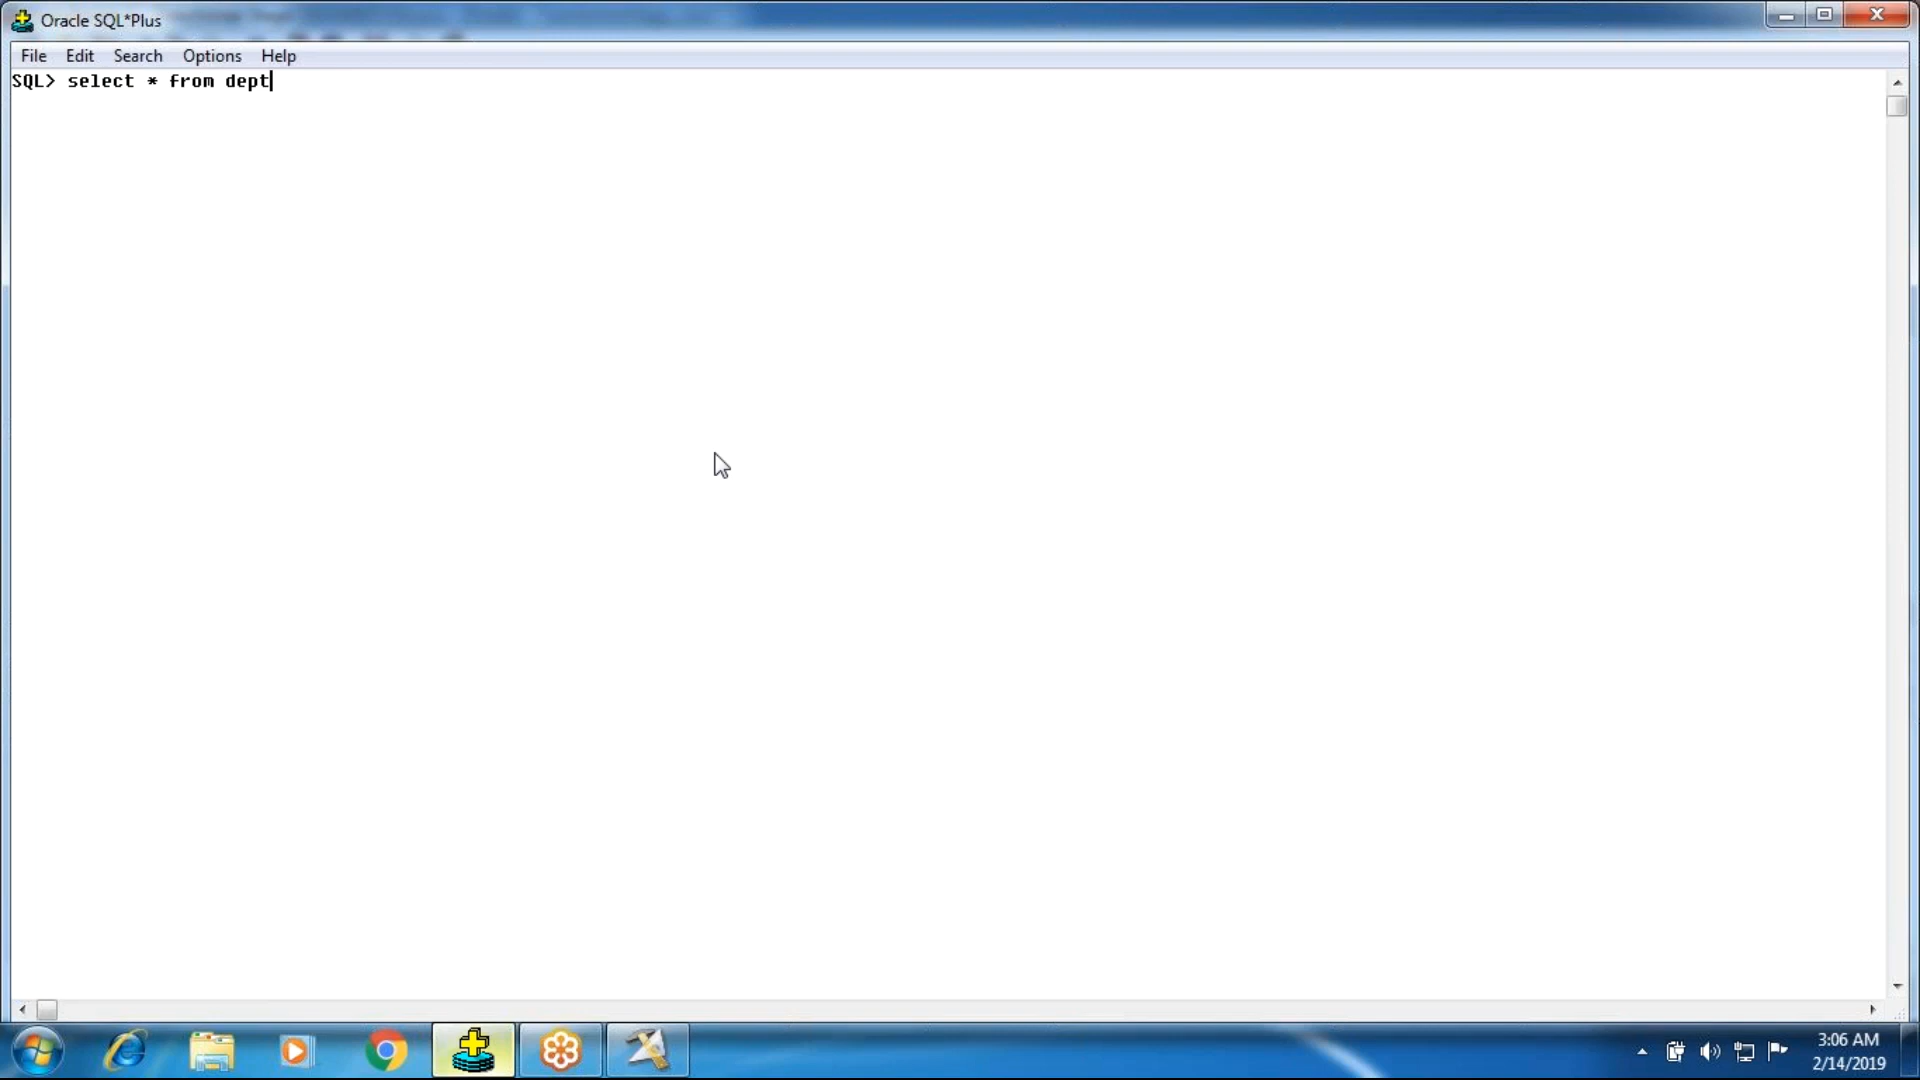 Oracle SQL*Plus
File Edit Search Options Help
SQL> select * from dept
3:06 AM
2/14/2019